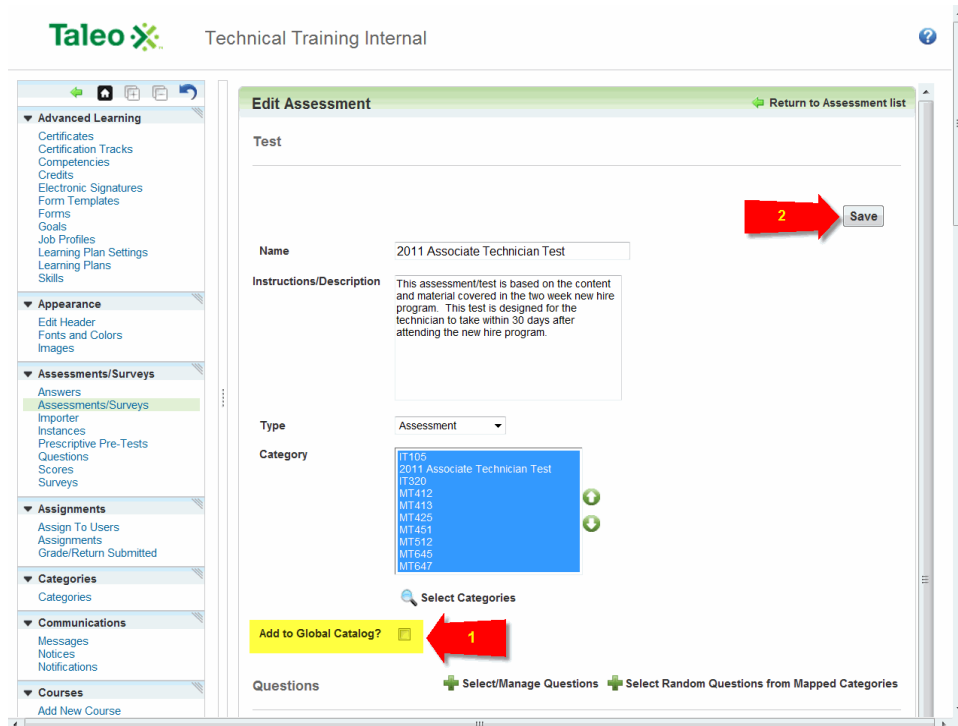 Taleo
Technical Training Internal
?
Advanced Learning
Certificates
Certification Tracks
Competencies
Credits
Electronic Signatures
Form Templates
Forms
Goals
Job Profiles
Learning Plan Settings
Learning Plans
Skills
Appearance
Edit Header
Fonts and Colors
Images
Assessments/Surveys
Answers
Assessments/Surveys
Importer
Instances
Prescriptive Pre-Tests
Questions
Scores
Surveys
Assignments
Assign To Users
Assignments
Grade/Return Submitted
Categories
Categories
Communications
Messages
Notices
Notifications
Courses
Add New Course
Edit Assessment
Return to Assessment list
Test
2
Save
Name
2011 Associate Technician Test
Instructions/Description
This assessment/test is based on the content
and material covered in the two week new hire
program. This test is designed for the
technician to take within 30 days after
attending the new hire program.
Type
Assessment
Category
IT105
2011 Associate Technician Test
IT320
MT412
MT413
MT425
MT451
MT512
MT645
MT647
Select Categories
Add to Global Catalog?
1
Questions
Select/Manage Questions
Select Random Questions from Mapped Categories